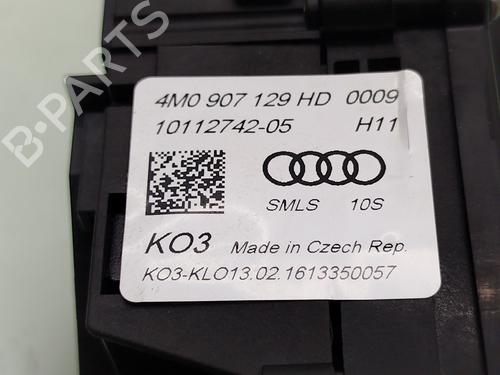 B-PARTS
4M0 907 129 HD 0009
10112742-05 H11
SMLS 10S
KO3 Made in Czech Rep.
KO3-KLO13.02.1613350057